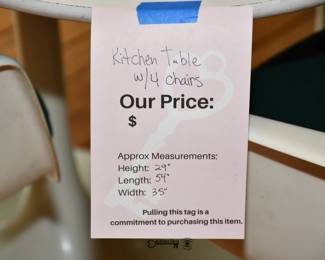 Kitchen Table
w/4 chairs
Our Price:
$
Approx Measurements:
Height: 29"
Length: 54"
Width: 35"
Pulling this tag is a
commitment to purchasing this item.